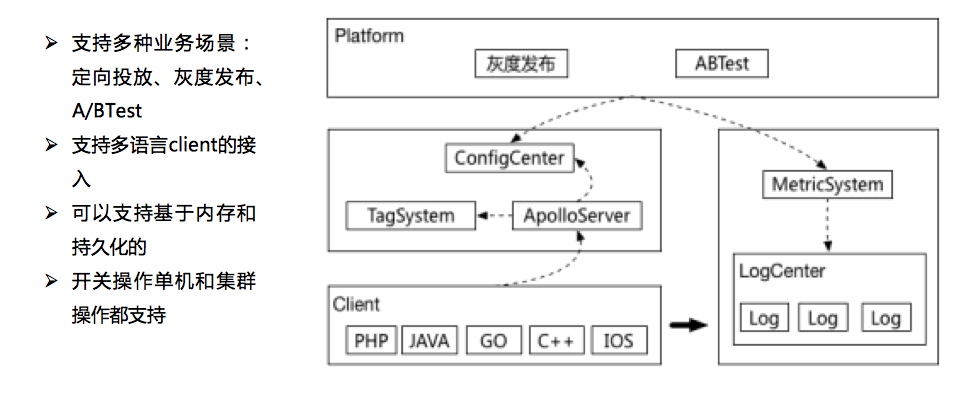 支持多种业务场景：
定向投放、灰度发布、
A/BTest
支持多语言client的接
入
可以支持基于内存和
持久化的
开关操作单机和集群
操作都支持
Platform
灰度发布
ABTest
ConfigCenter
TagSystem
ApolloServer
MetricSystem
LogCenter
Log Log Log
Client
PHP JAVA GO C++ IOS